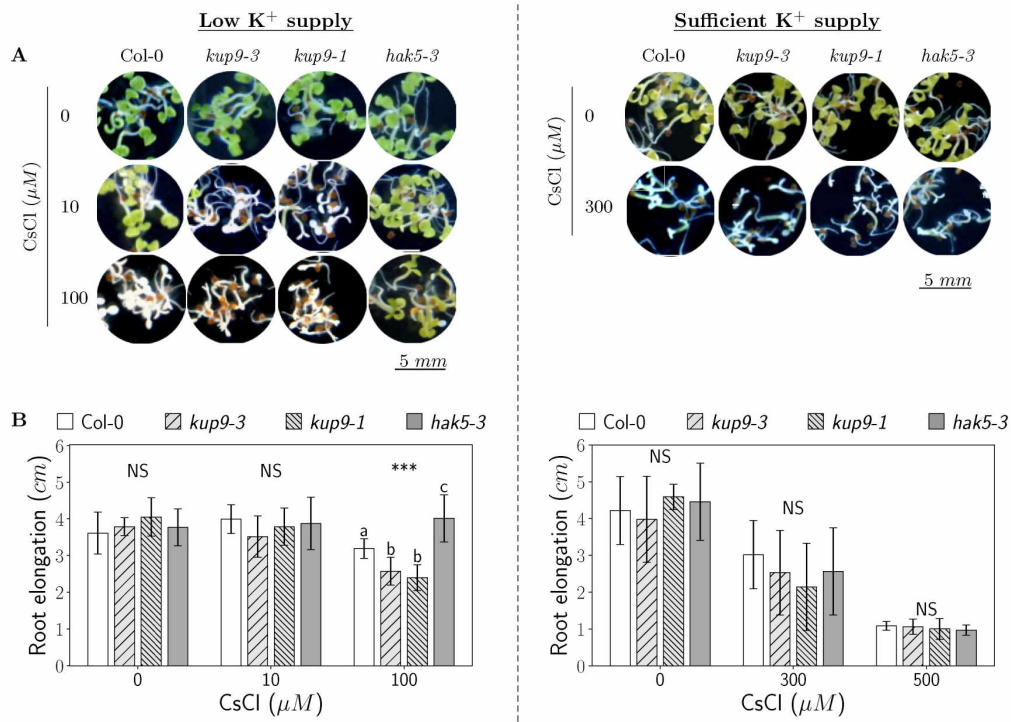 Low K⁺ supply
Sufficient K⁺ supply
A
Col-0 kup9-3 kup9-1 hak5-3
CsCl (μM)
0
10
100
5 mm
Col-0 kup9-3 kup9-1 hak5-3
CsCl (μM)
0
300
5 mm
B
Col-0 kup9-3 kup9-1 hak5-3
Root elongation (cm)
6
5
4
3
2
1
0
NS
NS
***
a b b c
0 10 100
CsCl (μM)
Col-0 kup9-3 kup9-1 hak5-3
Root elongation (cm)
6
5
4
3
2
1
0
NS
NS
NS
0 300 500
CsCl (μM)